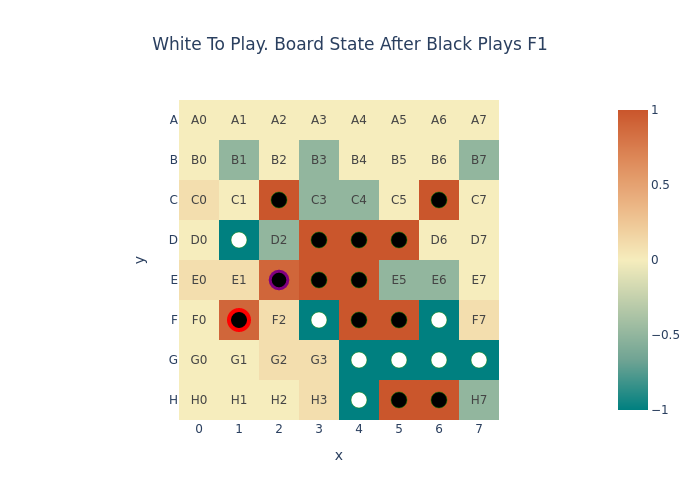 White To Play. Board State After Black Plays F1
A A0 A1 A2 A3 A4 A5 A6 A7
B B0 B1 B2 B3 B4 B5 B6 B7
C C0 C1 C3 C4 C5 C7
D D0 D2 D6 D7
E E0 E1 E5 E6 E7
F F0 F2 F7
G G0 G1 G2 G3
H H0 H1 H2 H3 H7
0 1 2 3 4 5 6 7
x
y
1
0.5
0
−0.5
−1